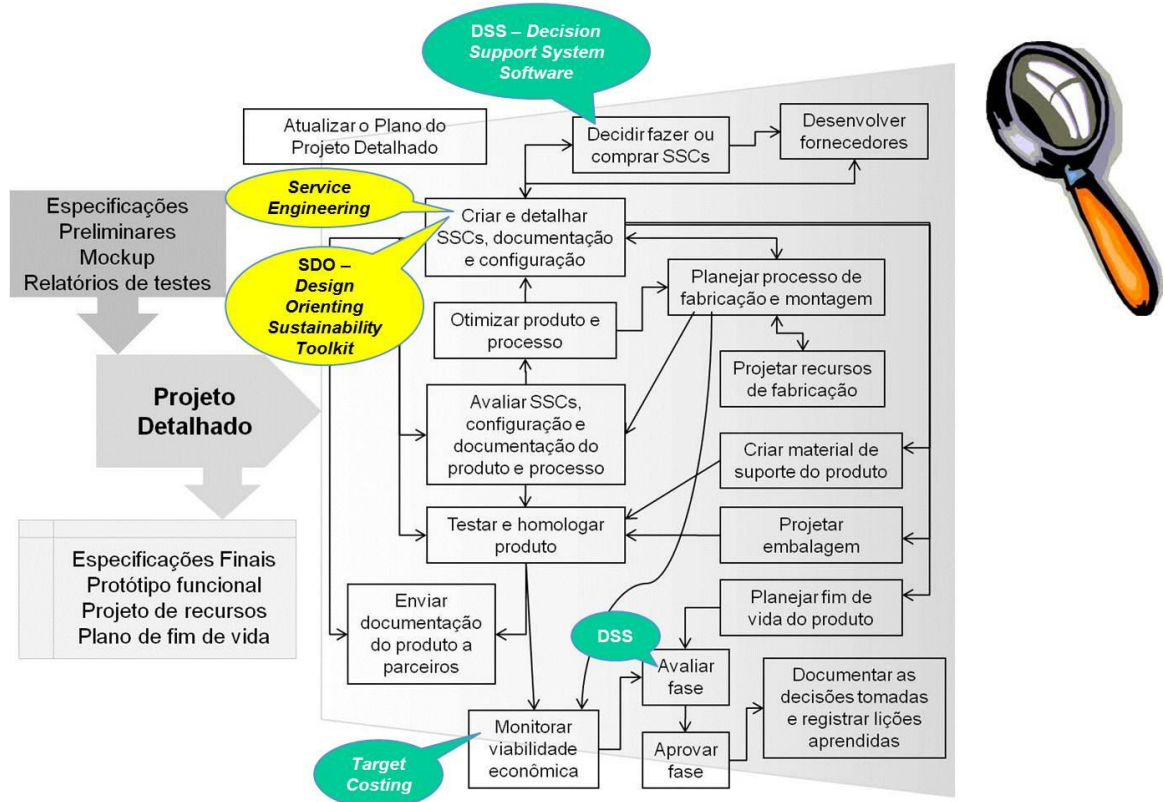 DSS – Decision
Support System
Software
Atualizar o Plano do
Projeto Detalhado
Decidir fazer ou
comprar SSCs
Desenvolver
fornecedores
Service
Engineering
Especificações
Preliminares
Mockup
Relatórios de testes
Criar e detalhar
SSCs, documentação
e configuração
SDO –
Design
Orienting
Sustainability
Toolkit
Planejar processo de
fabricação e montagem
Otimizar produto e
processo
Projetar recursos
de fabricação
Projeto
Detalhado
Avaliar SSCs,
configuração e
documentação do
produto e processo
Criar material de
suporte do produto
Testar e homologar
produto
Projetar
embalagem
Especificações Finais
Protótipo funcional
Projeto de recursos
Plano de fim de vida
Enviar
documentação
do produto a
parceiros
Planejar fim de
vida do produto
DSS
Avaliar
fase
Documentar as
decisões tomadas
e registrar lições
aprendidas
Monitorar
viabilidade
econômica
Aprovar
fase
Target
Costing